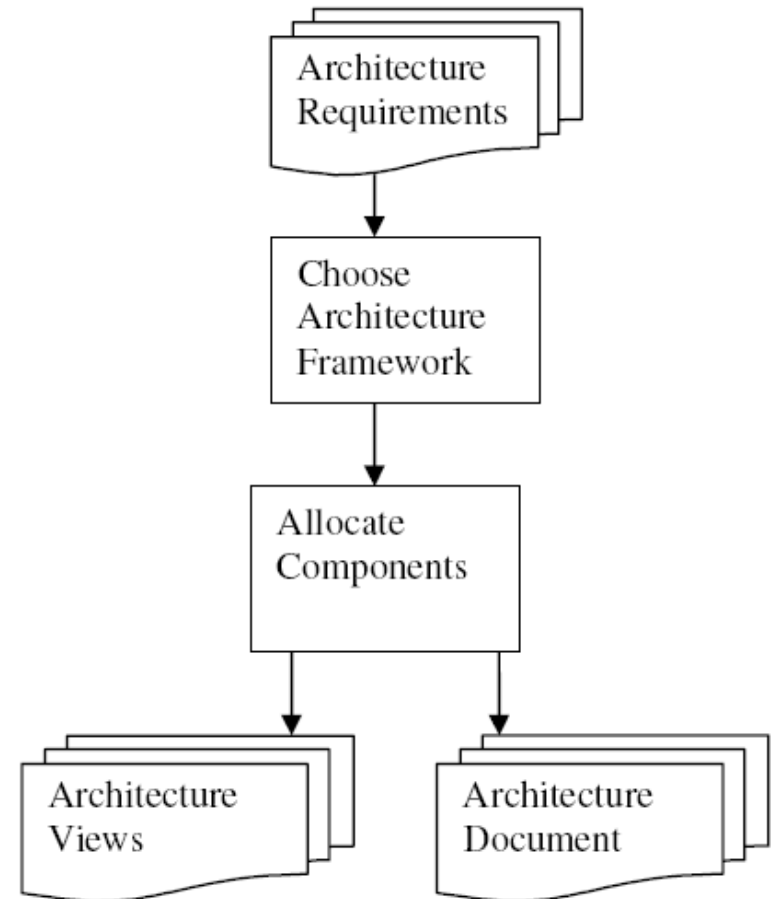 Architecture
Requirements
Choose
Architecture
Framework
Allocate
Components
Architecture
Views
Architecture
Document